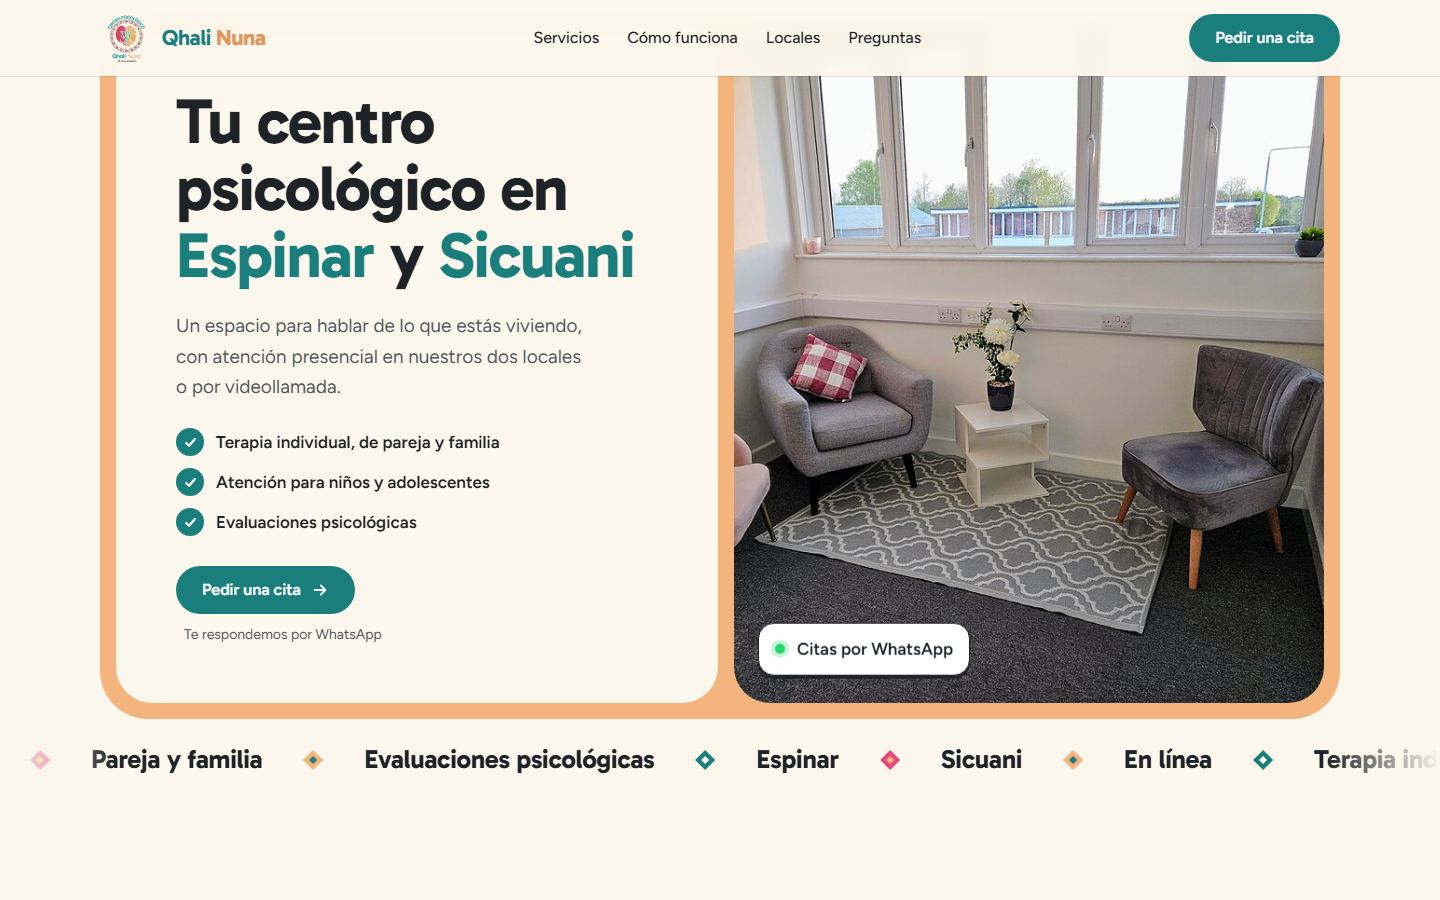 Qhali Nuna
Qhali Nuna
Servicios
Cómo funciona
Locales
Preguntas
Pedir una cita
Tu centro
psicológico en
Espinar y Sicuani
Un espacio para hablar de lo que estás viviendo,
con atención presencial en nuestros dos locales
o por videollamada.
Terapia individual, de pareja y familia
Atención para niños y adolescentes
Evaluaciones psicológicas
Pedir una cita
Te respondemos por WhatsApp
Citas por WhatsApp
Pareja y familia
Evaluaciones psicológicas
Espinar
Sicuani
En línea
Terapia ind